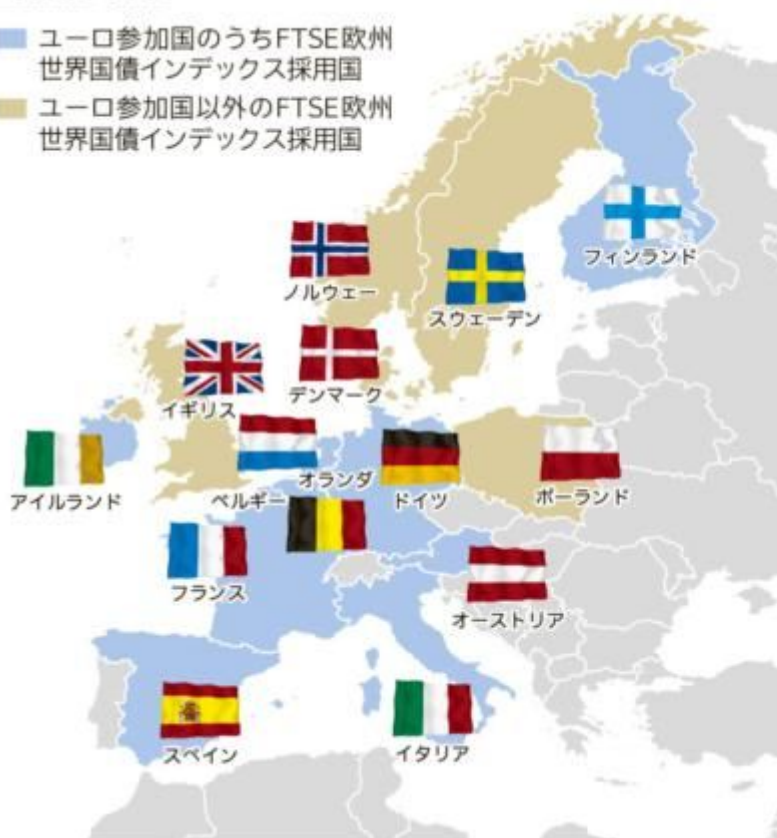 ユーロ参加国のうちFTSE欧州
世界国債インデックス採用国
ユーロ参加国以外のFTSE欧州
世界国債インデックス採用国
フィンランド
ノルウェー
スウェーデン
デンマーク
イギリス
オランダ
アイルランド
ベルギー
ドイツ
ポーランド
フランス
オーストリア
スペイン
イタリア